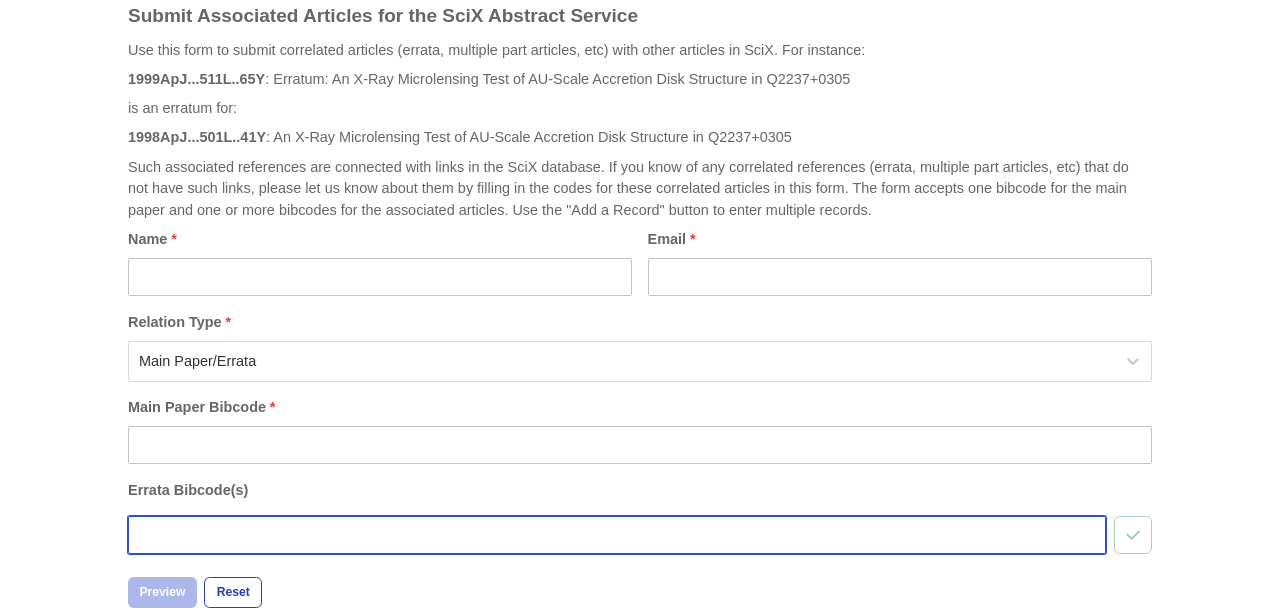 Submit Associated Articles for the SciX Abstract Service
Use this form to submit correlated articles (errata, multiple part articles, etc) with other articles in SciX. For instance:
1999ApJ...511L..65Y: Erratum: An X-Ray Microlensing Test of AU-Scale Accretion Disk Structure in Q2237+0305
is an erratum for:
1998ApJ...501L..41Y: An X-Ray Microlensing Test of AU-Scale Accretion Disk Structure in Q2237+0305
Such associated references are connected with links in the SciX database. If you know of any correlated references (errata, multiple part articles, etc) that do
not have such links, please let us know about them by filling in the codes for these correlated articles in this form. The form accepts one bibcode for the main
paper and one or more bibcodes for the associated articles. Use the "Add a Record" button to enter multiple records.
Name * Email *
Relation Type *
Main Paper/Errata
Main Paper Bibcode *
Errata Bibcode(s)
Preview Reset